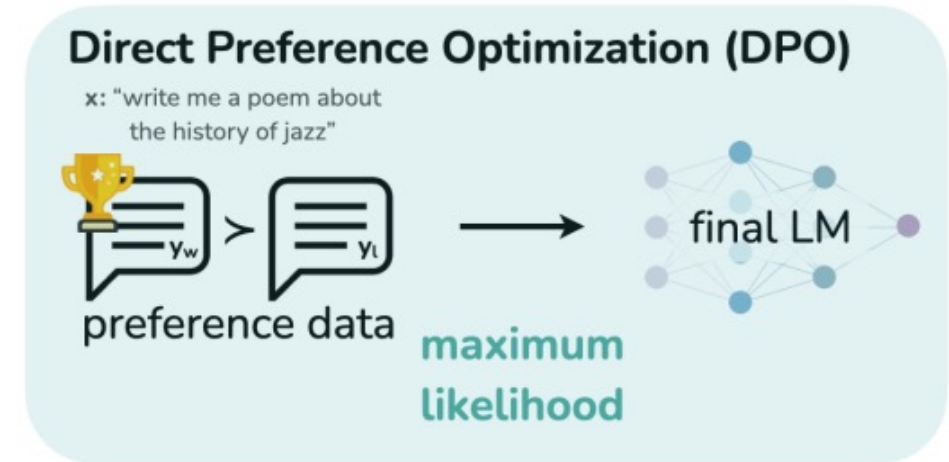 Direct Preference Optimization (DPO)
x: “write me a poem about
the history of jazz”
yw
≻
yl
final LM
preference data
maximum
likelihood